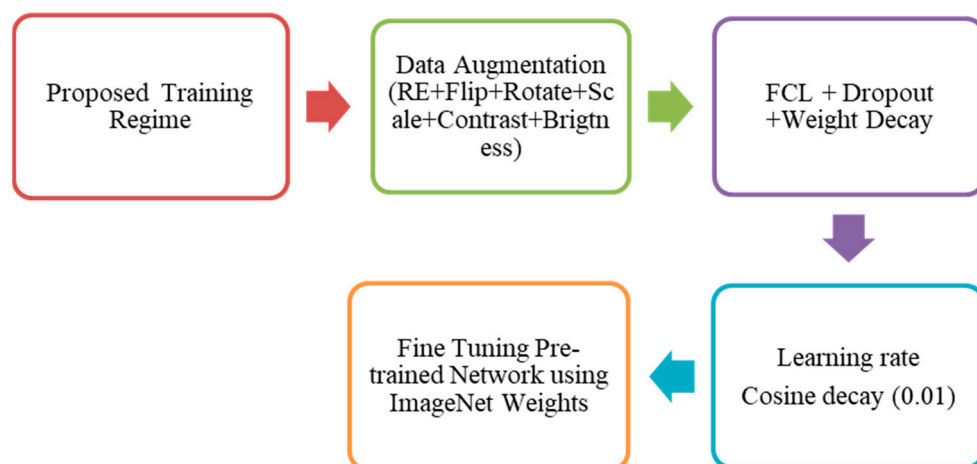 Proposed Training
Regime
Data Augmentation
(RE+Flip+Rotate+Sc
ale+Contrast+Brigtn
ess)
FCL + Dropout
+Weight Decay
Fine Tuning Pre-
trained Network using
ImageNet Weights
Learning rate
Cosine decay (0.01)